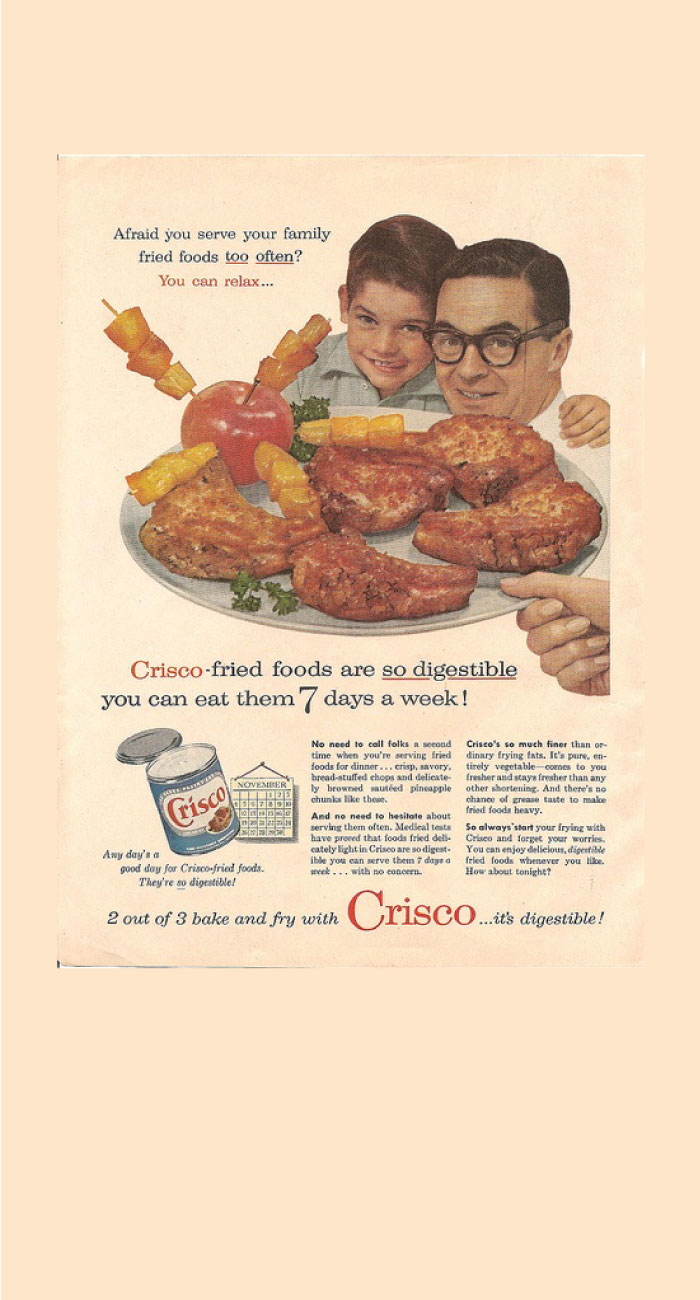 Afraid you serve your family
fried foods too often?
You can relax...
Crisco-fried foods are so digestible
you can eat them 7 days a week!
Crisco
NOVEMBER
Any day's a
good day for Crisco-fried foods.
They're so digestible!
No need to call folks a second
time when you're serving fried
foods for dinner . . . crisp, savory,
bread-stuffed chops and delicate-
ly browned sautéed pineapple
chunks like these.
And no need to hesitate about
serving them often. Medical tests
have proved that foods fried deli-
cately light in Crisco are so digest-
ible you can serve them 7 days a
week . . . with no concern.
Crisco's so much finer than or-
dinary frying fats. It's pure, en-
tirely vegetable—comes to you
fresher and stays fresher than any
other shortening. And there's no
chance of grease taste to make
fried foods heavy.
So always start your frying with
Crisco and forget your worries.
You can enjoy delicious, digestible
fried foods whenever you like.
How about tonight?
2 out of 3 bake and fry with Crisco ...it's digestible!